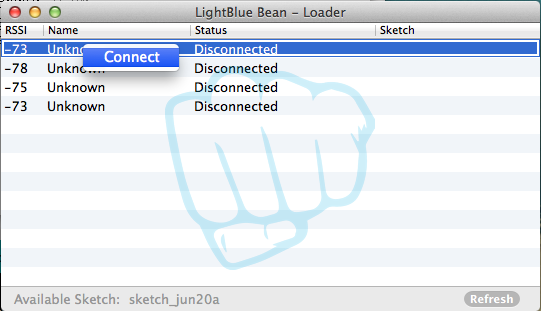 LightBlue Bean – Loader
RSSI Name Status Sketch
-73 Unknown Disconnected
Connect
-78 Unknown Disconnected
-75 Unknown Disconnected
-73 Unknown Disconnected
Available Sketch: sketch_jun20a Refresh